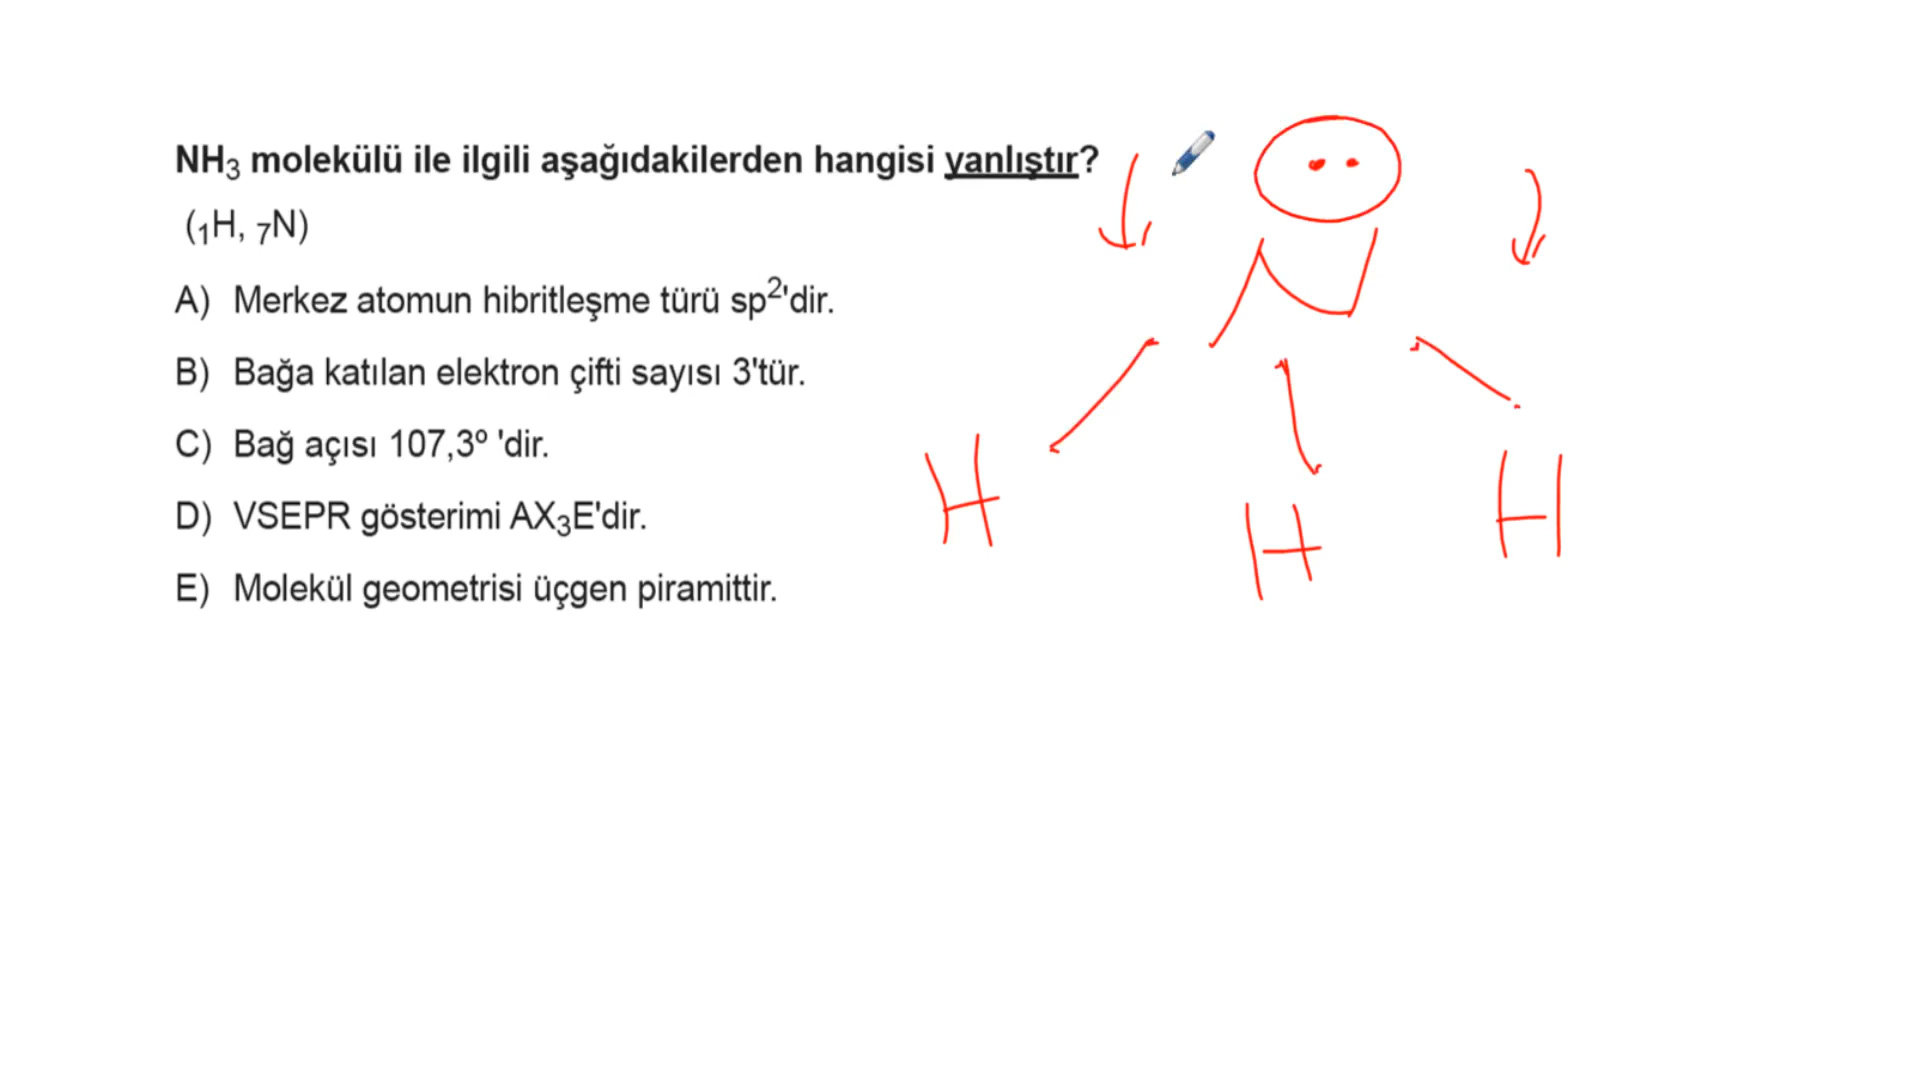 NH₃ molekülü ile ilgili aşağıdakilerden hangisi yanlıştır?
(₁H, ₇N)
A) Merkez atomun hibritleşme türü sp²'dir.
B) Bağa katılan elektron çifti sayısı 3'tür.
C) Bağ açısı 107,3º 'dir.
D) VSEPR gösterimi AX₃E'dir.
E) Molekül geometrisi üçgen piramittir.
N
H H H